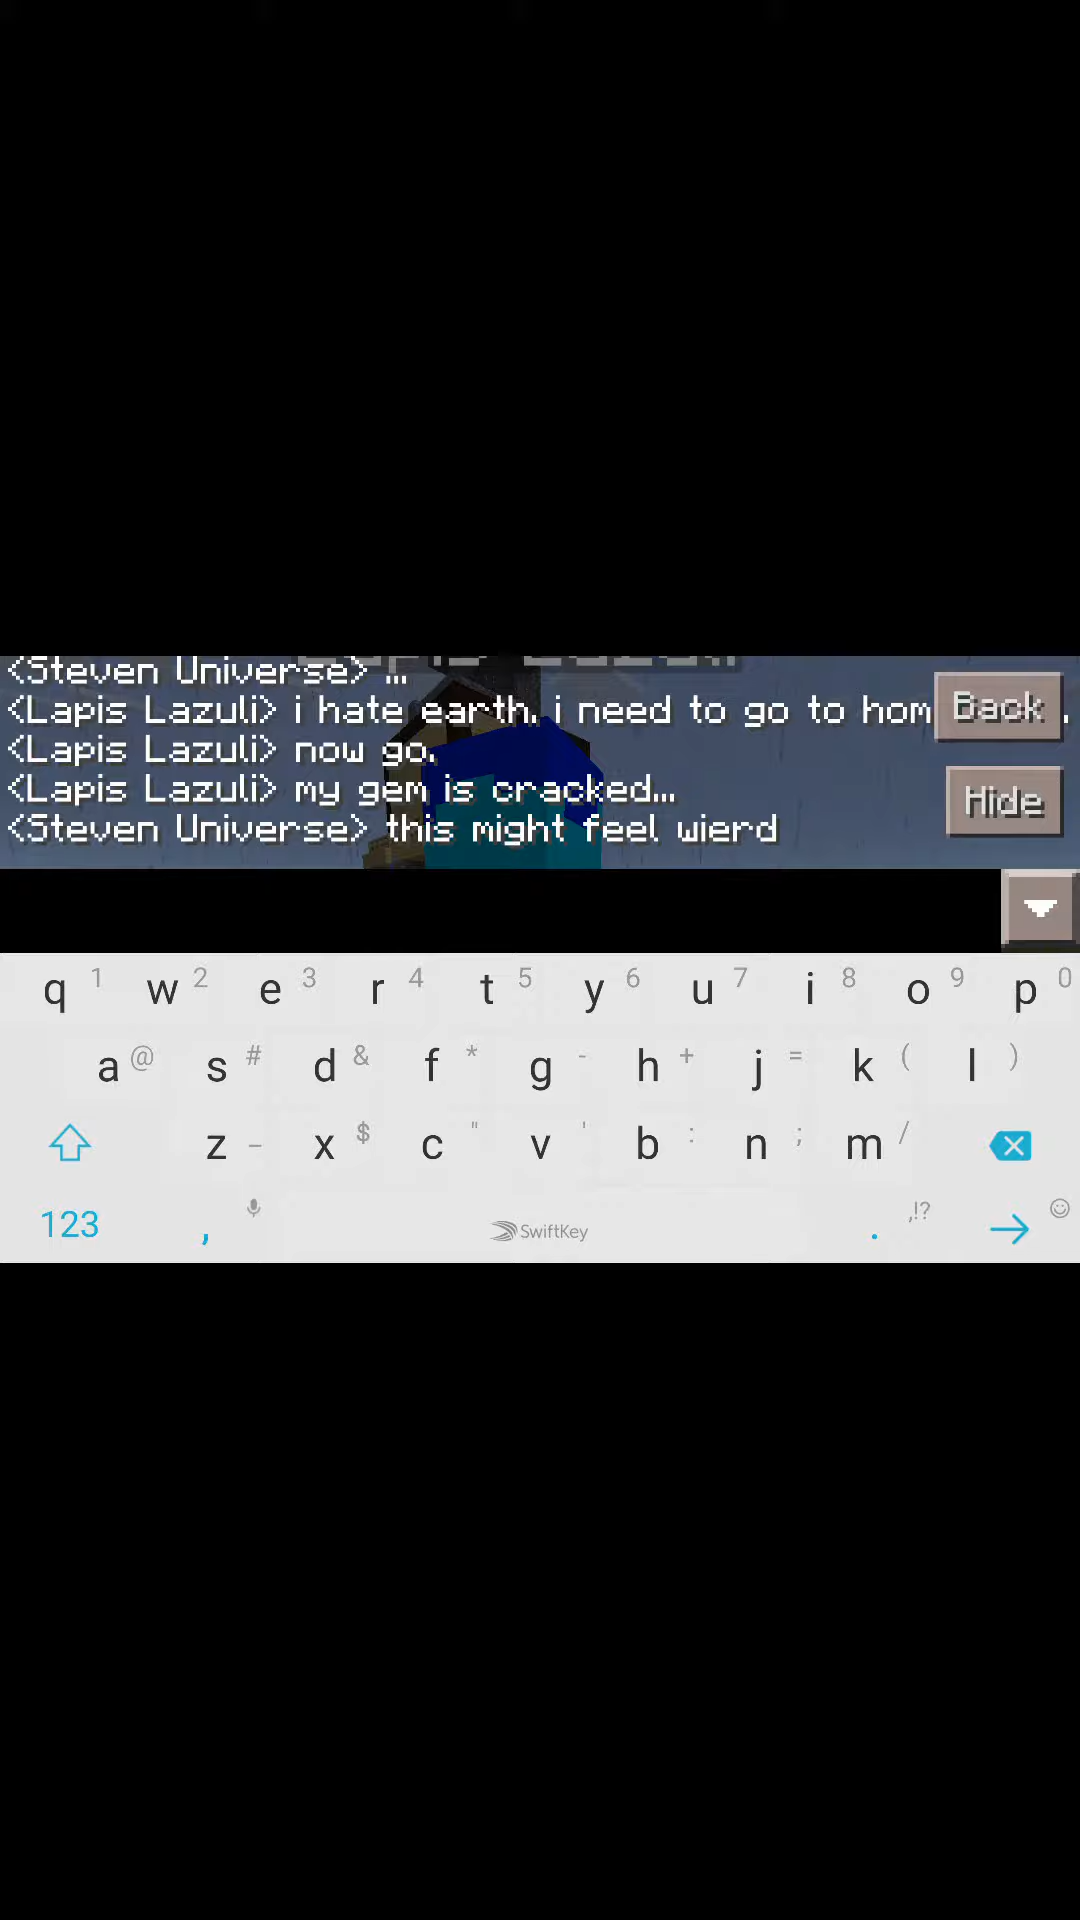 Lapis Lazuli
<Steven Universe> ...
<Lapis Lazuli> i hate earth. i need to go to hom
<Lapis Lazuli> now go.
<Lapis Lazuli> my gem is cracked...
<Steven Universe> this might feel wierd
Back
.
Hide
q 1 w 2 e 3 r 4 t 5 y 6 u 7 i 8 o 9 p 0
a @ s # d & f * g - h + j = k ( l )
z _ x $ c " v ' b : n ; m /
123 , SwiftKey . ,!?